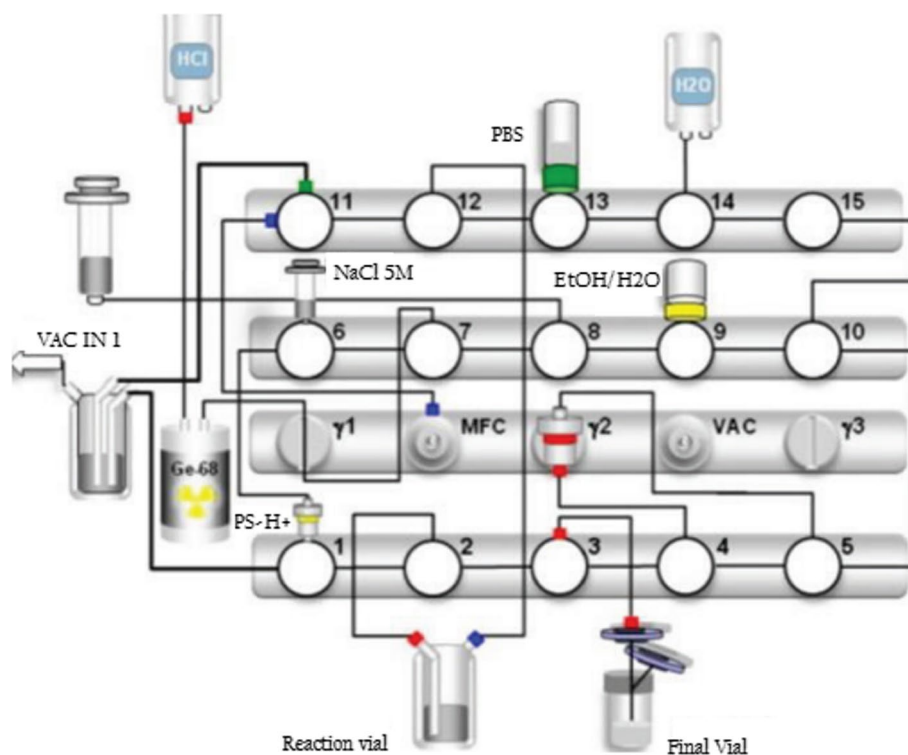 HCl
H2O
PBS
11
12
13
14
15
NaCl 5M
EtOH/H2O
VAC IN 1
6
7
8
9
10
γ1
MFC
γ2
VAC
γ3
Ge-68
PS-H+
1
2
3
4
5
Reaction vial
Final Vial